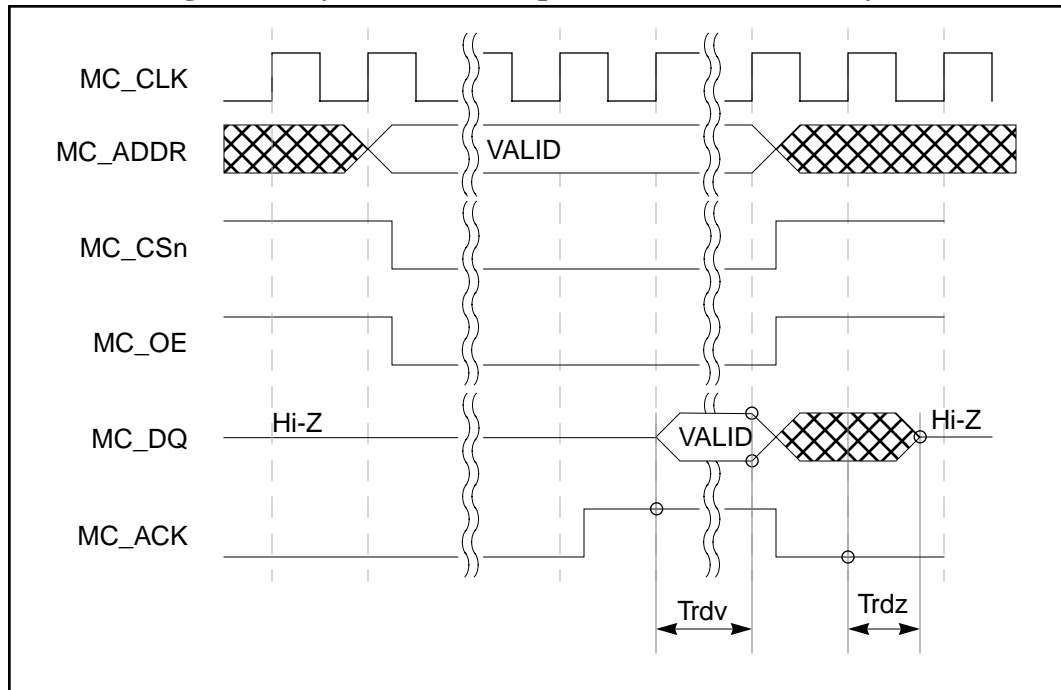 MC_CLK
MC_ADDR
VALID
MC_CSn
MC_OE
MC_DQ
Hi-Z
VALID
Hi-Z
MC_ACK
Trdv
Trdz